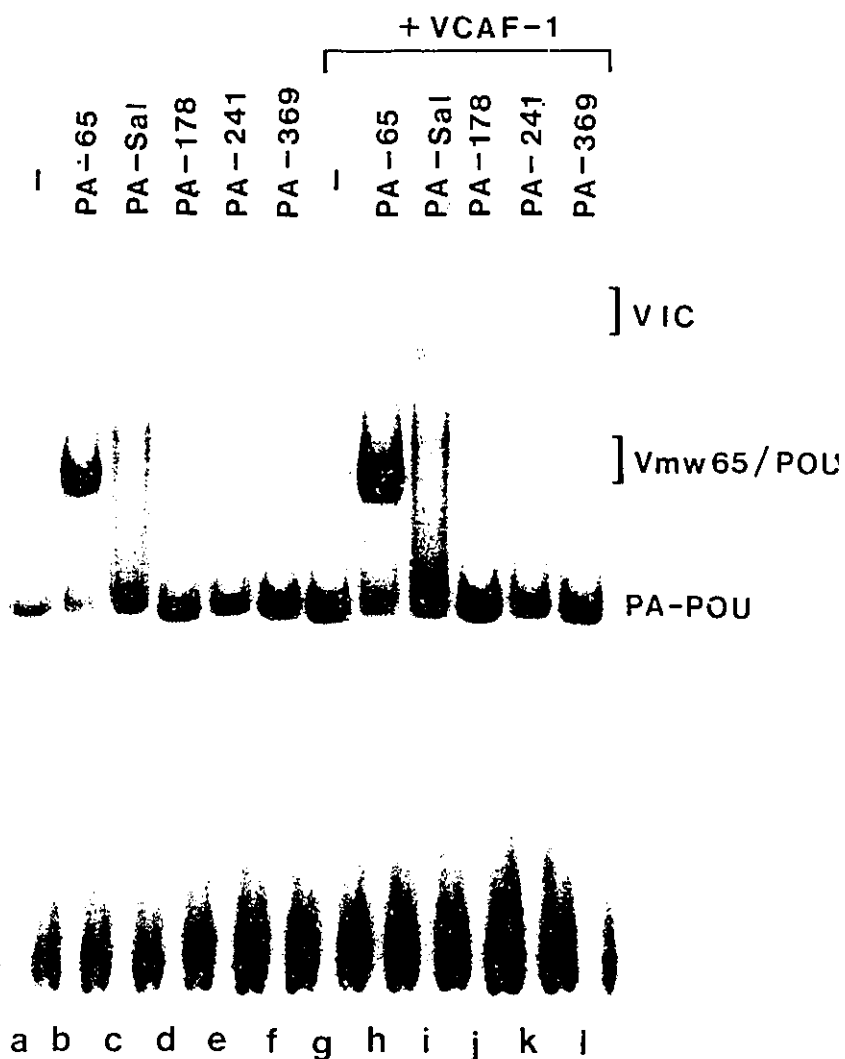 + VCAF-1
- PA-65 PA-Sal PA-178 PA-241 PA-369 - PA-65 PA-Sal PA-178 PA-241 PA-369
] VIC
] Vmw65/POU
PA-POU
a b c d e f g h i j k l